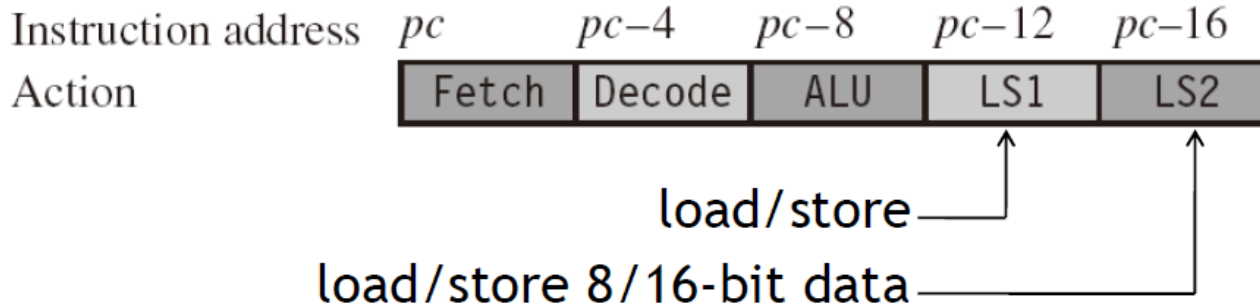 Instruction address pc pc–4 pc–8 pc–12 pc–16
Action Fetch Decode ALU LS1 LS2
load/store
load/store 8/16-bit data